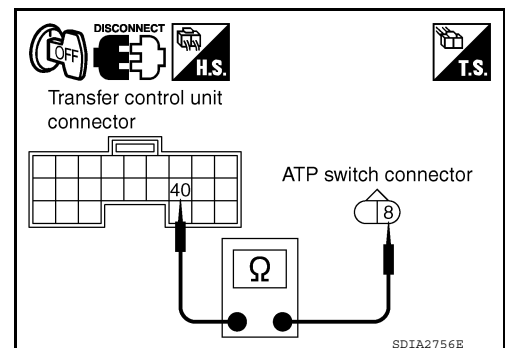 DISCONNECT
OFF
H.S.
T.S.
Transfer control unit
connector
ATP switch connector
40
8
Ω
SDIA2756E